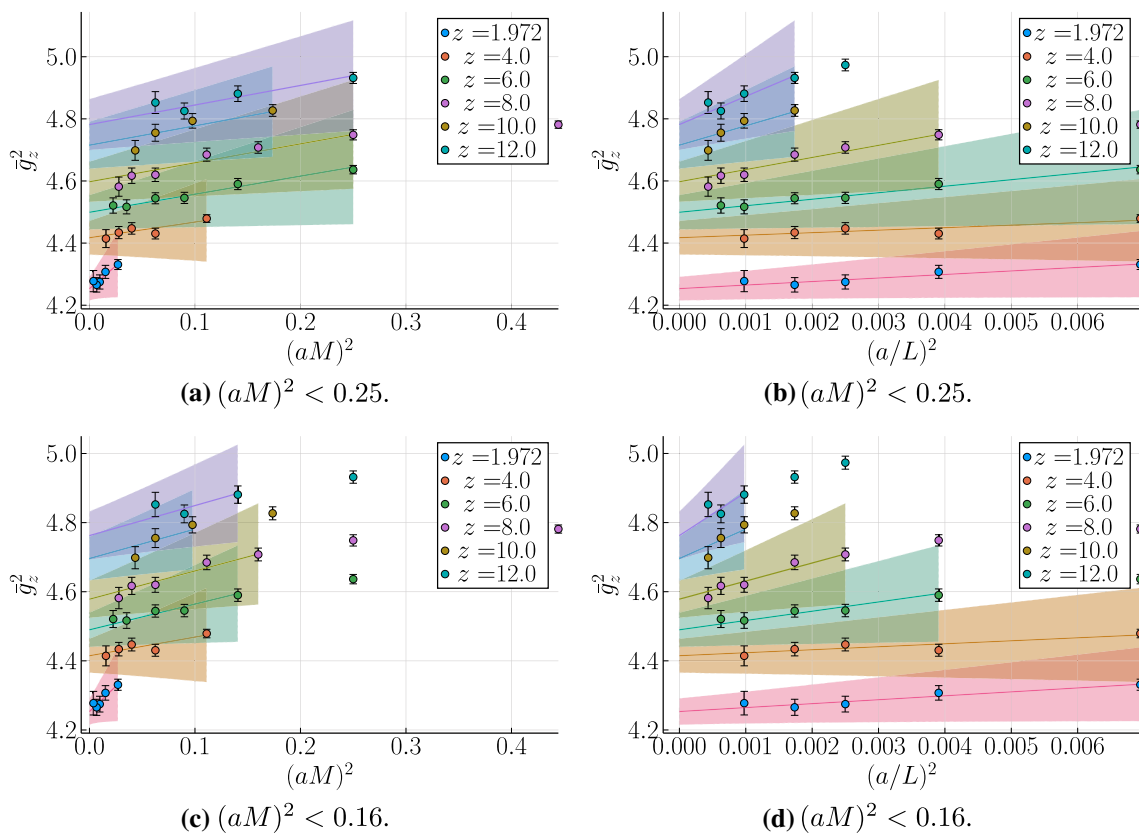 z =1.972
z =4.0
z =6.0
z =8.0
z =10.0
z =12.0
5.0
4.8
4.6
4.4
4.2
ḡ²_z
0.0 0.1 0.2 0.3 0.4
(aM)²
(a) (aM)² < 0.25.
z =1.972
z =4.0
z =6.0
z =8.0
z =10.0
z =12.0
5.0
4.8
4.6
4.4
4.2
ḡ²_z
0.000 0.001 0.002 0.003 0.004 0.005 0.006
(a/L)²
(b) (aM)² < 0.25.
z =1.972
z =4.0
z =6.0
z =8.0
z =10.0
z =12.0
5.0
4.8
4.6
4.4
4.2
ḡ²_z
0.0 0.1 0.2 0.3 0.4
(aM)²
(c) (aM)² < 0.16.
z =1.972
z =4.0
z =6.0
z =8.0
z =10.0
z =12.0
5.0
4.8
4.6
4.4
4.2
ḡ²_z
0.000 0.001 0.002 0.003 0.004 0.005 0.006
(a/L)²
(d) (aM)² < 0.16.